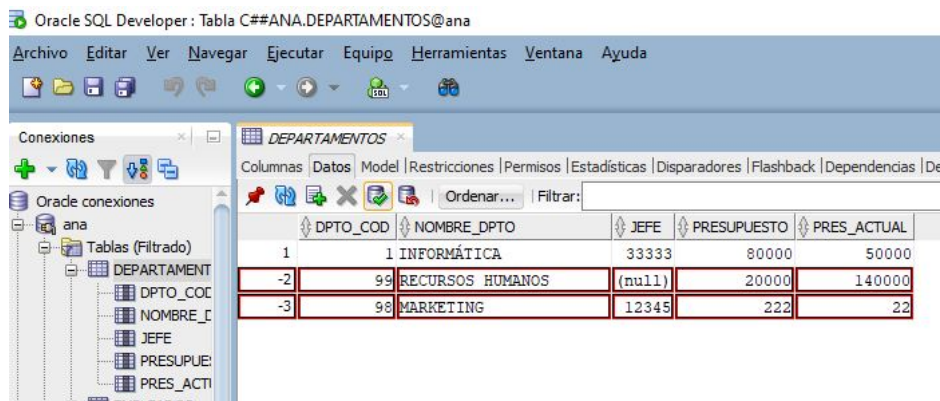 Oracle SQL Developer : Tabla C##ANA.DEPARTAMENTOS@ana
Archivo Editar Ver Navegar Ejecutar Equipo Herramientas Ventana Ayuda
SQL
Conexiones
DEPARTAMENTOS
Columnas Datos Model Restricciones Permisos Estadísticas Disparadores Flashback Dependencias De
Ordenar... Filtrar:
Oracle conexiones
ana
Tablas (Filtrado)
DEPARTAMENT
DPTO_COD
NOMBRE_D
JEFE
PRESUPUE
PRES_ACTU
DPTO_COD NOMBRE_DPTO JEFE PRESUPUESTO PRES_ACTUAL
1 1 INFORMÁTICA 33333 80000 50000
-2 99 RECURSOS HUMANOS (null) 20000 140000
-3 98 MARKETING 12345 222 22